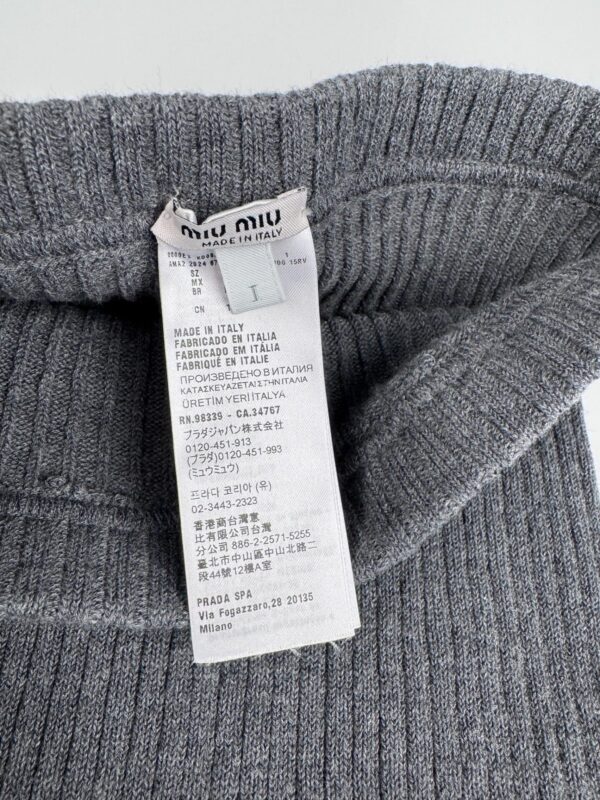 MIU MIU
MADE IN ITALY
1
15RV
SZ
MX
BR
I
CN
MADE IN ITALY
FABRICADO EN ITALIA
FABRICADO EM ITÁLIA
FABRIQUÉ EN ITALIE
ПРОИЗВЕДЕНО В ИТАЛИЯ
ΚΑΤΑΣΚΕΥΑΖΕΤΑΙ ΣΤΗΝ ΙΤΑΛΙΑ
ÜRETİM YERİ İTALYA
RN.98339 - CA.34767
プラダジャパン株式会社
0120-451-913
(プラダ)0120-451-993
(ミュウミュウ)
프라다 코리아 (유)
02-3443-2323
香港商台灣意
比有限公司台灣
分公司 886-2-2571-5255
臺北市中山區中山北路二
段44號12樓A室
PRADA SPA
Via Fogazzaro,28 20135
Milano